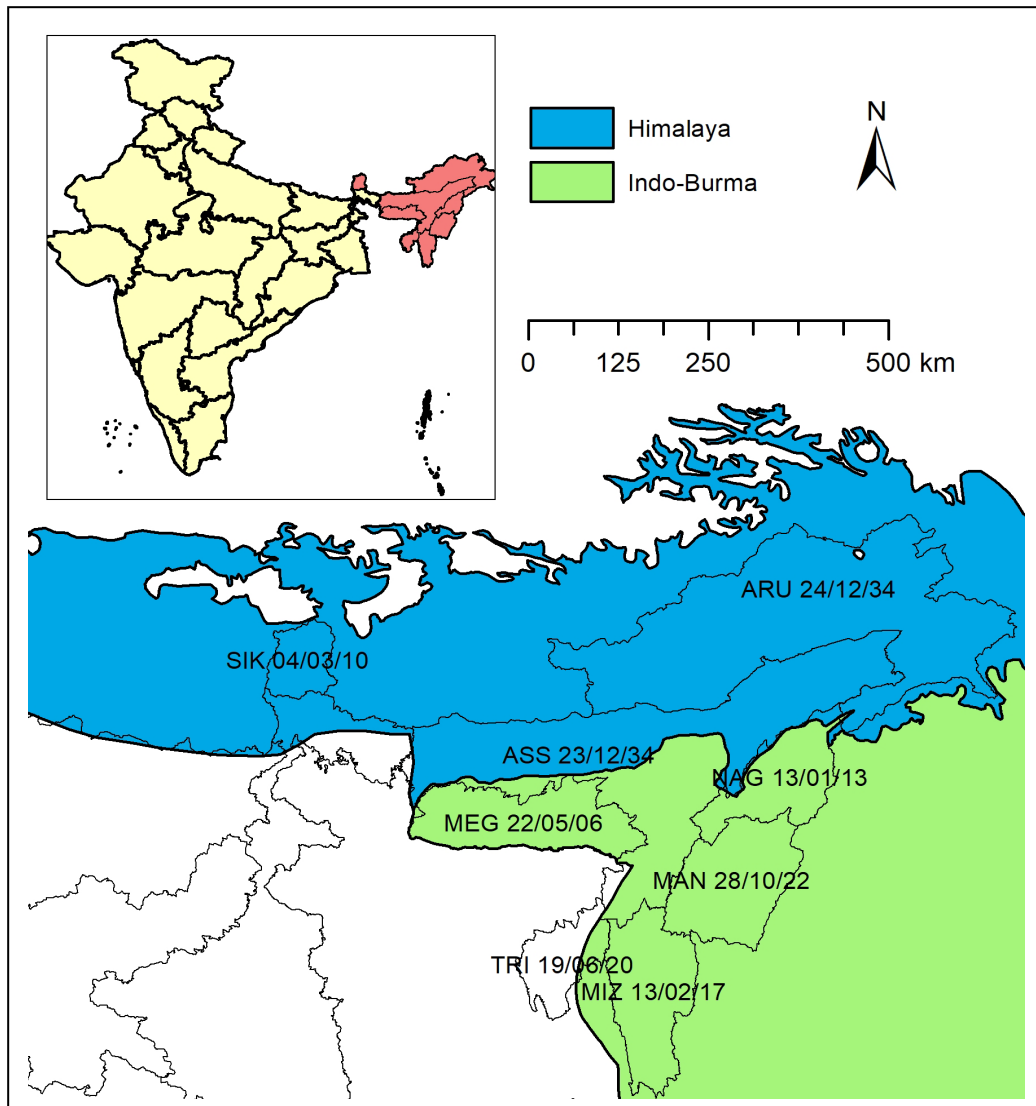 Himalaya
N
Indo-Burma
0 125 250 500 km
ARU 24/12/34
SIK 04/03/10
ASS 23/12/34
NAG 13/01/13
MEG 22/05/06
MAN 28/10/22
TRI 19/06/20
MIZ 13/02/17